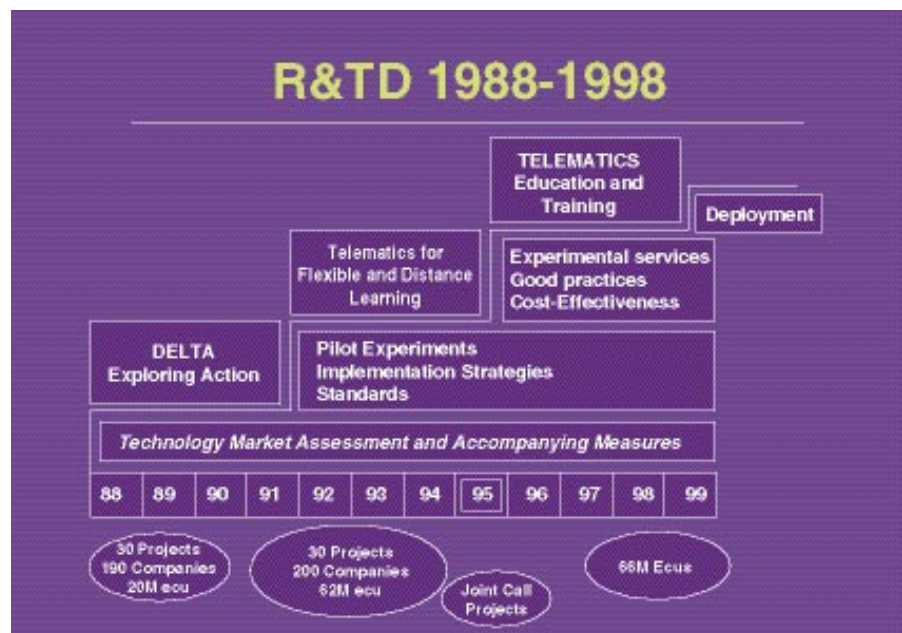 R&TD 1988-1998
TELEMATICS
Education and
Training
Deployment
Telematics for
Flexible and Distance
Learning
Experimental services
Good practices
Cost-Effectiveness
DELTA
Exploring Action
Pilot Experiments
Implementation Strategies
Standards
Technology Market Assessment and Accompanying Measures
88 89 90 91 92 93 94 95 96 97 98 99
30 Projects
190 Companies
20M ecu
30 Projects
200 Companies
62M ecu
Joint Call
Projects
66M Ecus